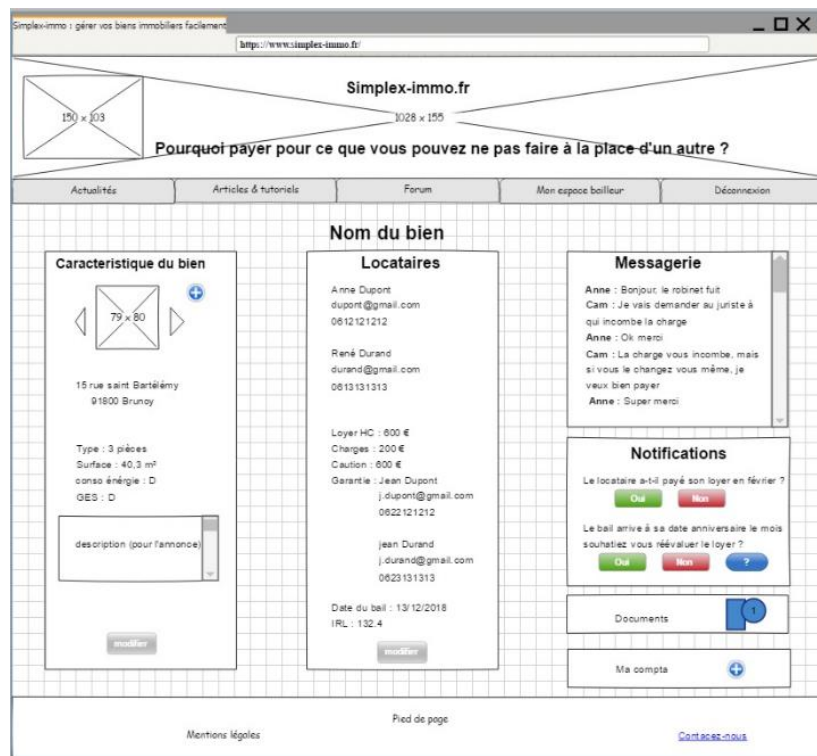 Simplex-immo : gérer vos biens immobiliers facilement
https://www.simplex-immo.fr/
Simplex-immo.fr
150 x 103
1028 x 155
Pourquoi payer pour ce que vous pouvez ne pas faire à la place d'un autre ?
Actualités
Articles & tutoriels
Forum
Mon espace bailleur
Déconnexion
Nom du bien
Caracteristique du bien
79 x 80
15 rue saint Bartélémy
91800 Brunoy
Type : 3 pièces
Surface : 40,3 m²
conso énérgie : D
GES : D
description (pour l'annonce)
modifier
Locataires
Anne Dupont
dupont@gmail.com
0612121212
René Durand
durand@gmail.com
0613131313
Loyer HC : 600 €
Charges : 200 €
Caution : 600 €
Garantie : Jean Dupont
j.dupont@gmail.com
0622121212
jean Durand
j.durand@gmail.com
0623131313
Date du bail : 13/12/2018
IRL : 132.4
modifier
Messagerie
Anne : Bonjour, le robinet fuit
Cam : Je vais demander au juriste à
qui incombe la charge
Anne : Ok merci
Cam : La charge vous incombe, mais
si vous le changez vous même, je
veux bien payer
Anne : Super merci
Notifications
Le locataire a-t-il payé son loyer en février ?
Oui
Non
Le bail arrive à sa date anniversaire le mois
souhatiez vous réévaluer le loyer ?
Oui
Non
?
Documents
1
Ma compta
Pied de page
Mentions légales
Contacez-nous